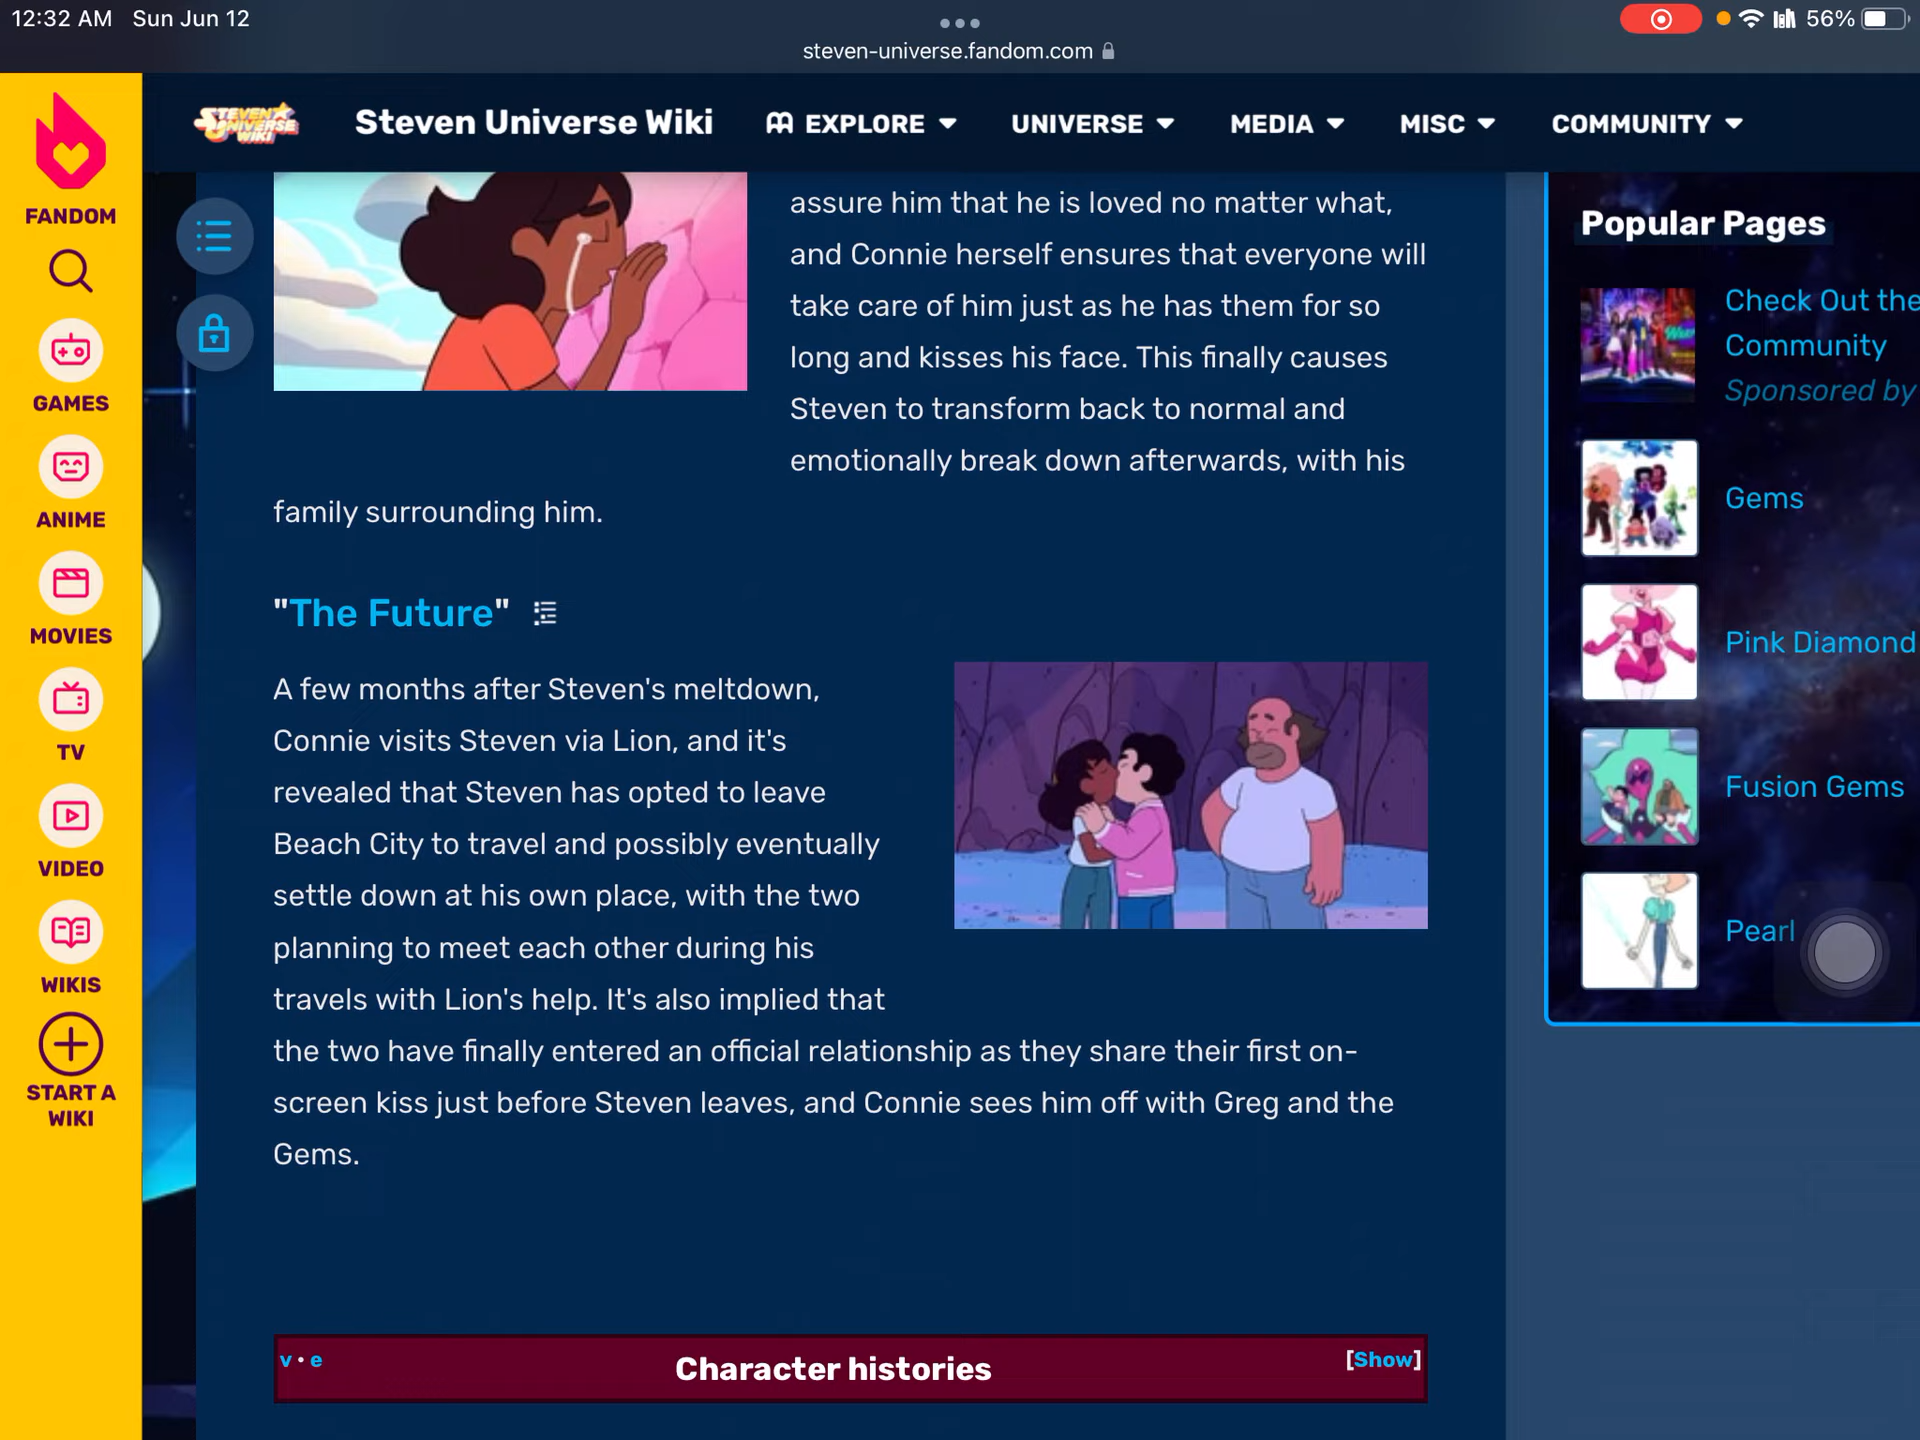 12:32 AM Sun Jun 12
56%
steven-universe.fandom.com
FANDOM
GAMES
ANIME
MOVIES
TV
VIDEO
WIKIS
START A
WIKI
STEVEN
UNIVERSE
WIKI
Steven Universe Wiki
EXPLORE
UNIVERSE
MEDIA
MISC
COMMUNITY
assure him that he is loved no matter what,
and Connie herself ensures that everyone will
take care of him just as he has them for so
long and kisses his face. This finally causes
Steven to transform back to normal and
emotionally break down afterwards, with his
family surrounding him.
"The Future"
A few months after Steven's meltdown,
Connie visits Steven via Lion, and it's
revealed that Steven has opted to leave
Beach City to travel and possibly eventually
settle down at his own place, with the two
planning to meet each other during his
travels with Lion's help. It's also implied that
the two have finally entered an official relationship as they share their first on-
screen kiss just before Steven leaves, and Connie sees him off with Greg and the
Gems.
v • e
Character histories
[Show]
Popular Pages
Check Out the
Community
Sponsored by
Gems
Pink Diamond
Fusion Gems
Pearl